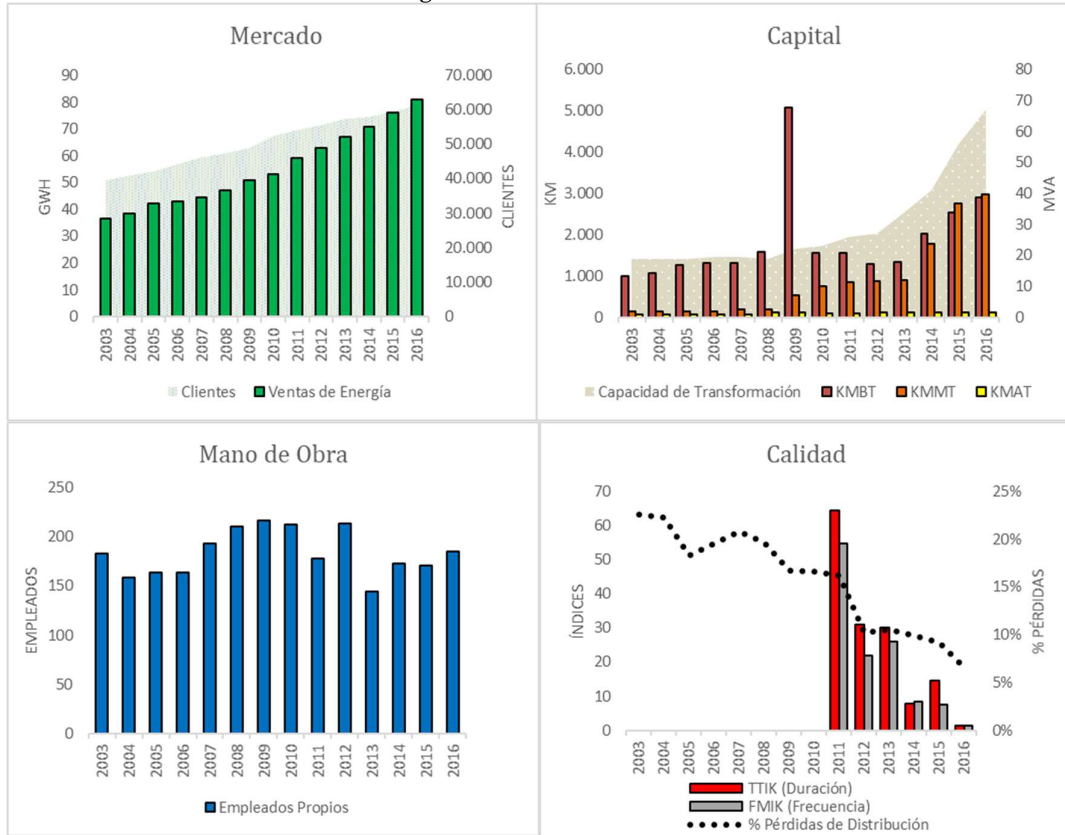 Mercado
90
80
70
60
50
40
30
20
10
0
GWH
70.000
60.000
50.000
40.000
30.000
20.000
10.000
0
CLIENTES
2003 2004 2005 2006 2007 2008 2009 2010 2011 2012 2013 2014 2015 2016
Clientes Ventas de Energía
Capital
6.000
5.000
4.000
3.000
2.000
1.000
0
KM
80
70
60
50
40
30
20
10
0
MVA
2003 2004 2005 2006 2007 2008 2009 2010 2011 2012 2013 2014 2015 2016
Capacidad de Transformación KMBT KMMT KMAT
Mano de Obra
250
200
150
100
50
0
EMPLEADOS
2003 2004 2005 2006 2007 2008 2009 2010 2011 2012 2013 2014 2015 2016
Empleados Propios
Calidad
70
60
50
40
30
20
10
0
ÍNDICES
25%
20%
15%
10%
5%
0%
% PÉRDIDAS
2003 2004 2005 2006 2007 2008 2009 2010 2011 2012 2013 2014 2015 2016
TTIK (Duración)
FMIK (Frecuencia)
% Pérdidas de Distribución